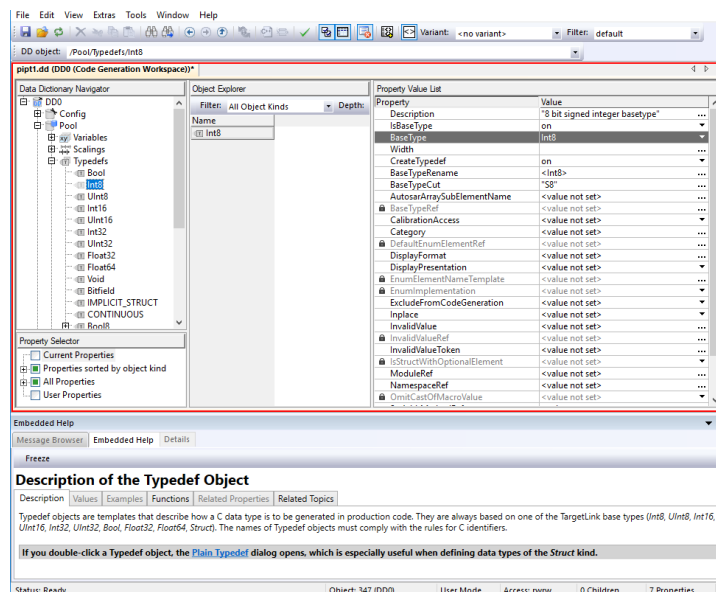 File Edit View Extras Tools Window Help
Variant: <no variant> Filter: default
DD object: /Pool/Typedefs/Int8
pipt1.dd (DD0 (Code Generation Workspace))*
Data Dictionary Navigator
DD0
Config
Pool
Variables
Scalings
Typedefs
Bool
Int8
UInt8
Int16
UInt16
Int32
UInt32
Float32
Float64
Void
Bitfield
IMPLICIT_STRUCT
CONTINUOUS
Bool8
Property Selector
Current Properties
Properties sorted by object kind
All Properties
User Properties
Object Explorer
Filter: All Object Kinds Depth:
Name
Int8
Property Value List
Property Value
Description "8 bit signed integer basetype" ...
IsBaseType on
BaseType Int8
Width ...
CreateTypedef on
BaseTypeRename <Int8> ...
BaseTypeCut "S8" ...
AutosarArraySubElementName <value not set> ...
BaseTypeRef <value not set> ...
CalibrationAccess <value not set>
Category <value not set> ...
DefaultEnumElementRef <value not set> ...
DisplayFormat <value not set> ...
DisplayPresentation <value not set>
EnumElementNameTemplate <value not set> ...
EnumImplementation <value not set>
ExcludeFromCodeGeneration <value not set>
Inplace <value not set>
InvalidValue <value not set> ...
InvalidValueRef <value not set> ...
InvalidValueToken <value not set> ...
IsStructWithOptionalElement <value not set>
ModuleRef <value not set> ...
NamespaceRef <value not set> ...
OmitCastOfMacroValue <value not set>
Embedded Help
Message Browser Embedded Help Details
Freeze
Description of the Typedef Object
Description Values Examples Functions Related Properties Related Topics
Typedef objects are templates that describe how a C data type is to be generated in production code. They are always based on one of the TargetLink base types (Int8, UInt8, Int16,
UInt16, Int32, UInt32, Bool, Float32, Float64, Struct). The names of Typedef objects must comply with the rules for C identifiers.
If you double-click a Typedef object, the Plain Typedef dialog opens, which is especially useful when defining data types of the Struct kind.
Status: Ready Object: 347 (DD0) User Mode Access: rwrw 0 Children 7 Properties